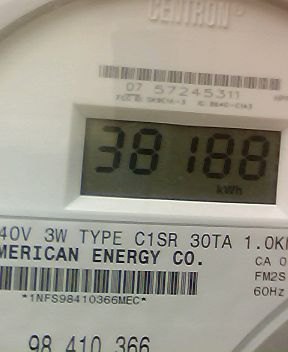 CENTRON
07 57245311
38188
kWh
40V 3W TYPE C1SR 30TA 1.0K
MERICAN ENERGY CO.
CA 0
FM2S
*1NFS98410366MEC*
60Hz
98 410 366